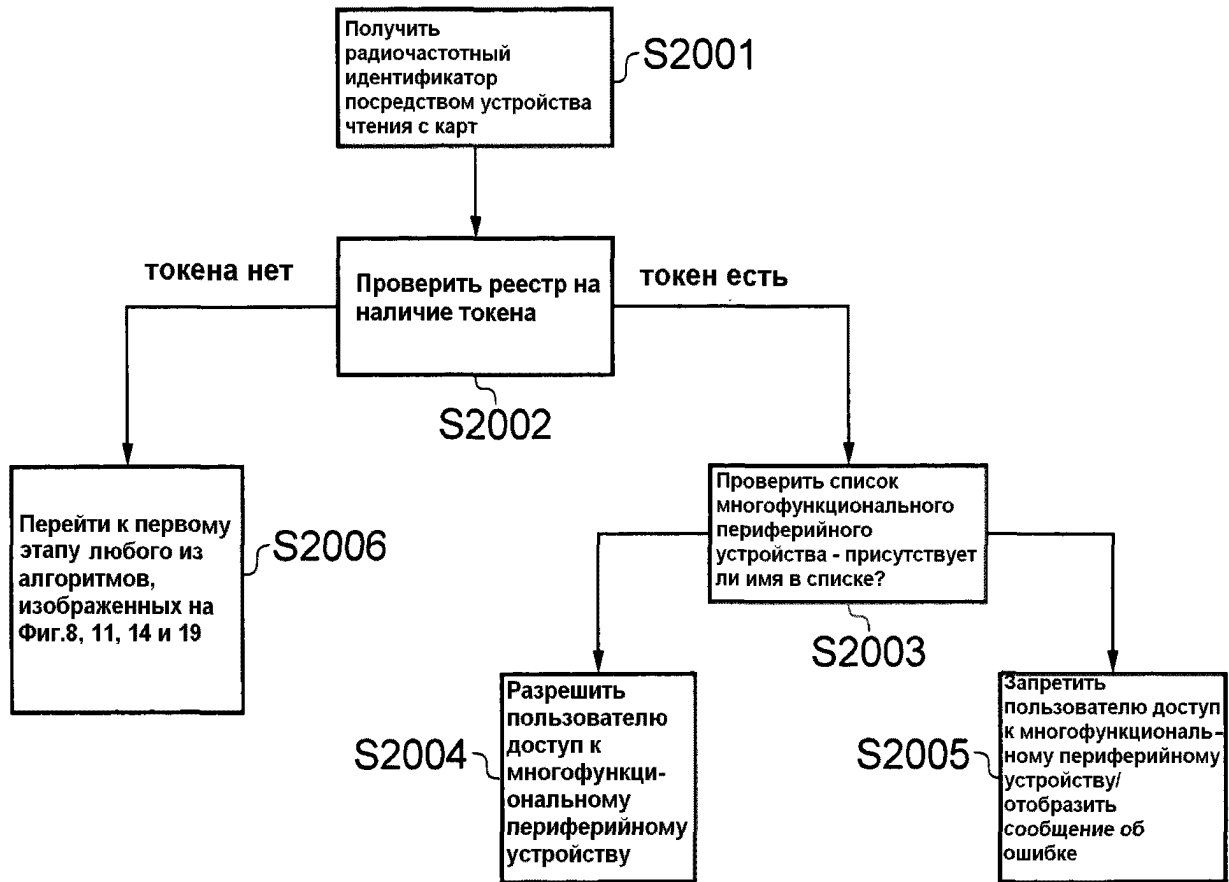 Получить
радиочастотный
идентификатор
посредством устройства
чтения с карт
S2001
токена нет
Проверить реестр на
наличие токена
токен есть
S2002
Перейти к первому
этапу любого из
алгоритмов,
изображенных на
Фиг.8, 11, 14 и 19
S2006
Проверить список
многофункционального
периферийного
устройства - присутствует
ли имя в списке?
S2003
Разрешить
пользователю
доступ к
многофункци-
ональному
периферийному
устройству
S2004
Запретить
пользователю доступ
к многофункциональ-
ному периферийному
устройству/
отобразить
сообщение об
ошибке
S2005